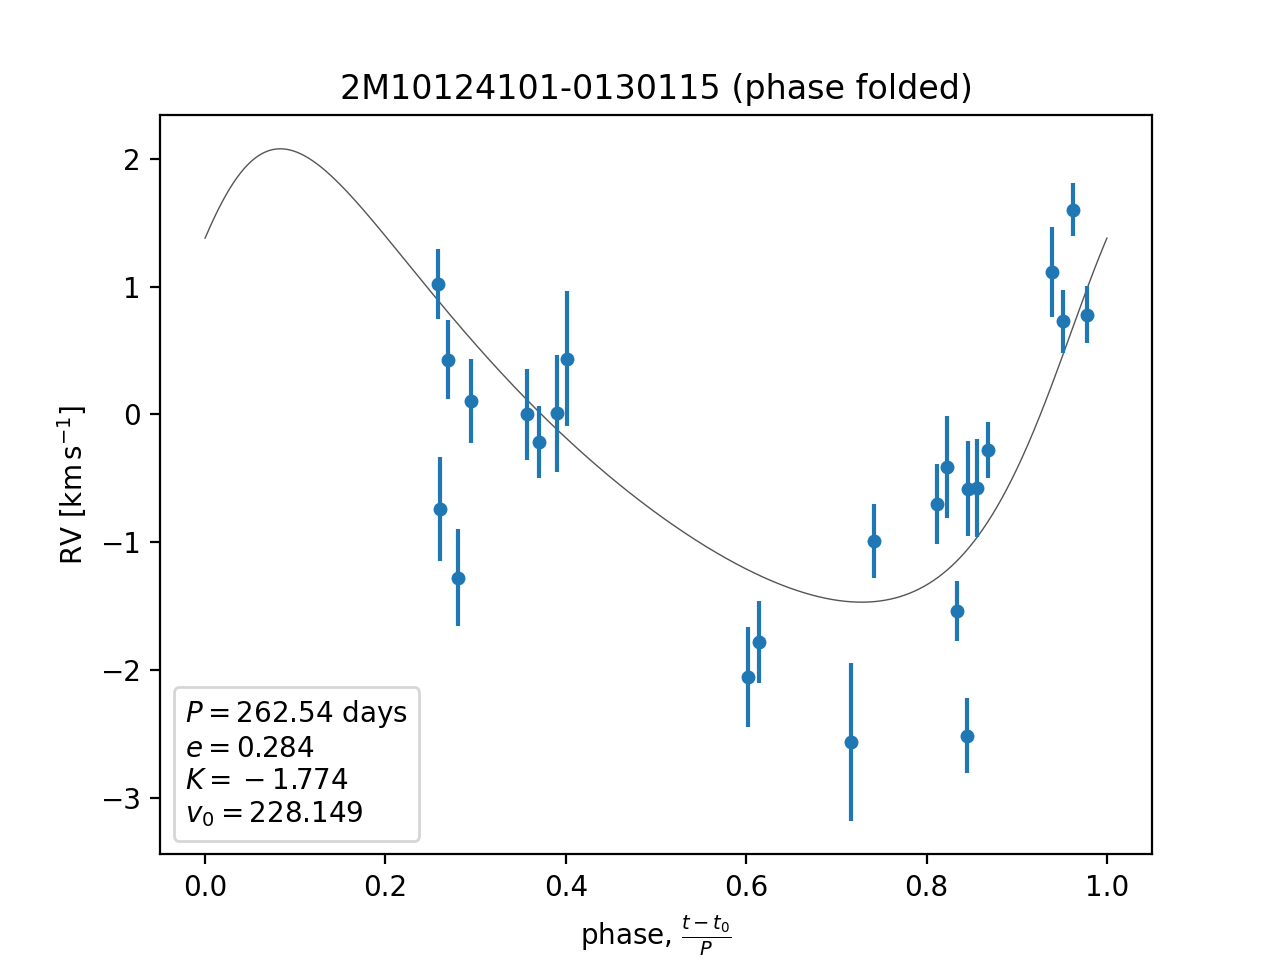 2M10124101-0130115 (phase folded)
2
1
0
−1
−2
−3
RV [km s⁻¹]
P = 262.54 days
e = 0.284
K = −1.774
v₀ = 228.149
0.0 0.2 0.4 0.6 0.8 1.0
phase, (t − t₀)/P